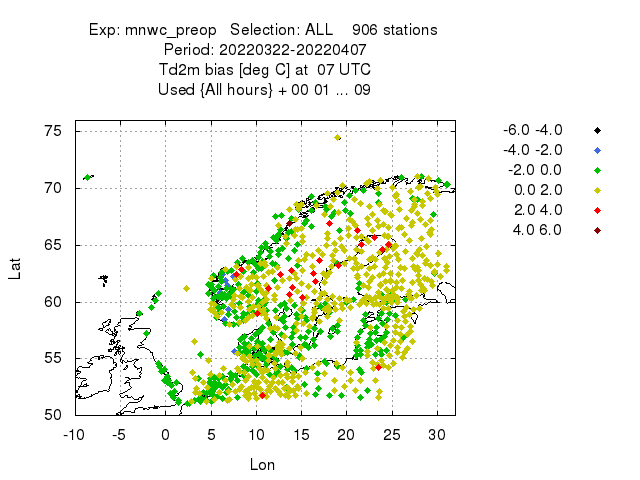 Exp: mnwc_preop   Selection: ALL    906 stations
Period: 20220322-20220407
Td2m bias [deg C] at  07 UTC
Used {All hours} + 00 01 ... 09
-6.0 -4.0
-4.0 -2.0
-2.0 0.0
0.0 2.0
2.0 4.0
4.0 6.0
75
70
65
60
55
50
Lat
-10 -5 0 5 10 15 20 25 30
Lon